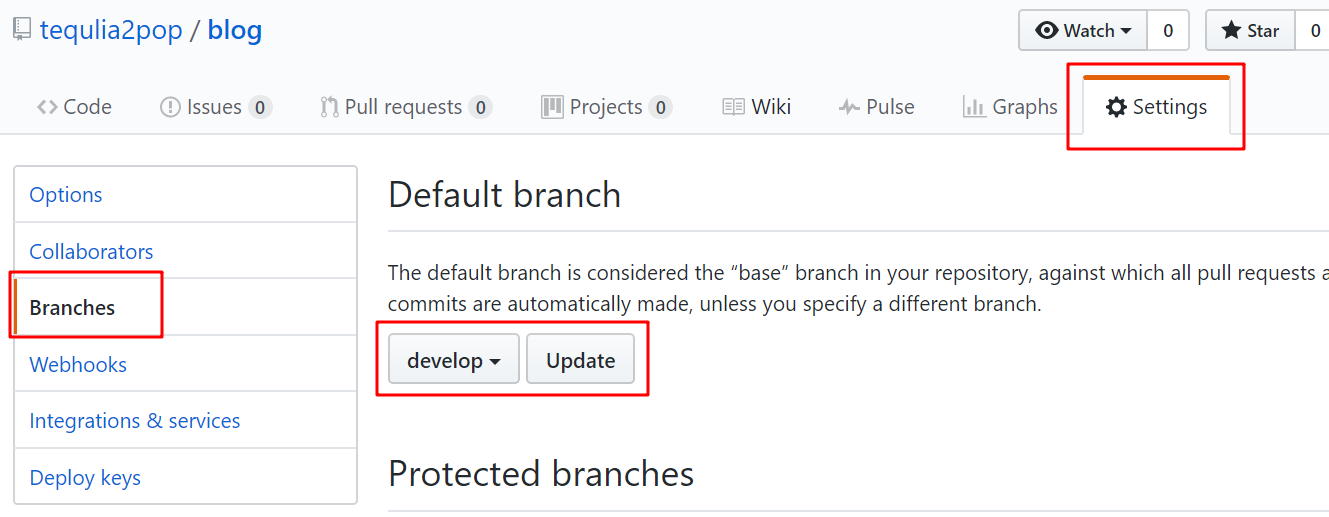 tequlia2pop / blog
Watch 0 Star 0
Code Issues 0 Pull requests 0 Projects 0 Wiki Pulse Graphs Settings
Options
Collaborators
Branches
Webhooks
Integrations & services
Deploy keys
Default branch
The default branch is considered the “base” branch in your repository, against which all pull requests a
commits are automatically made, unless you specify a different branch.
develop Update
Protected branches